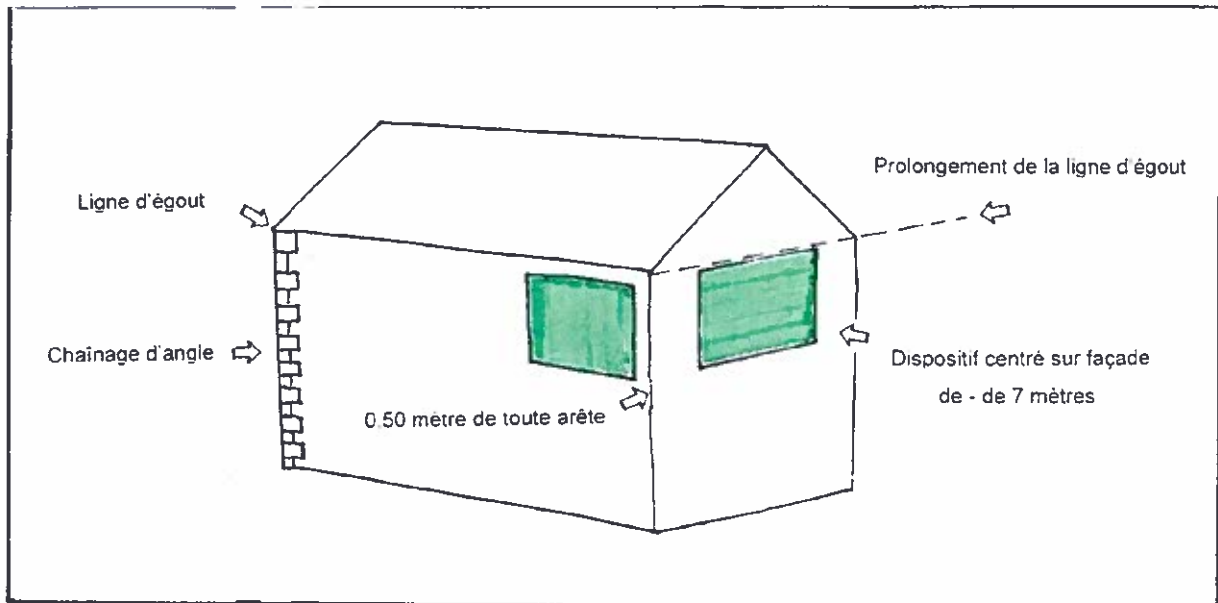 Prolongement de la ligne d'égout
Ligne d'égout
Chaînage d'angle
Dispositif centré sur façade
de - de 7 mètres
0.50 mètre de toute arête